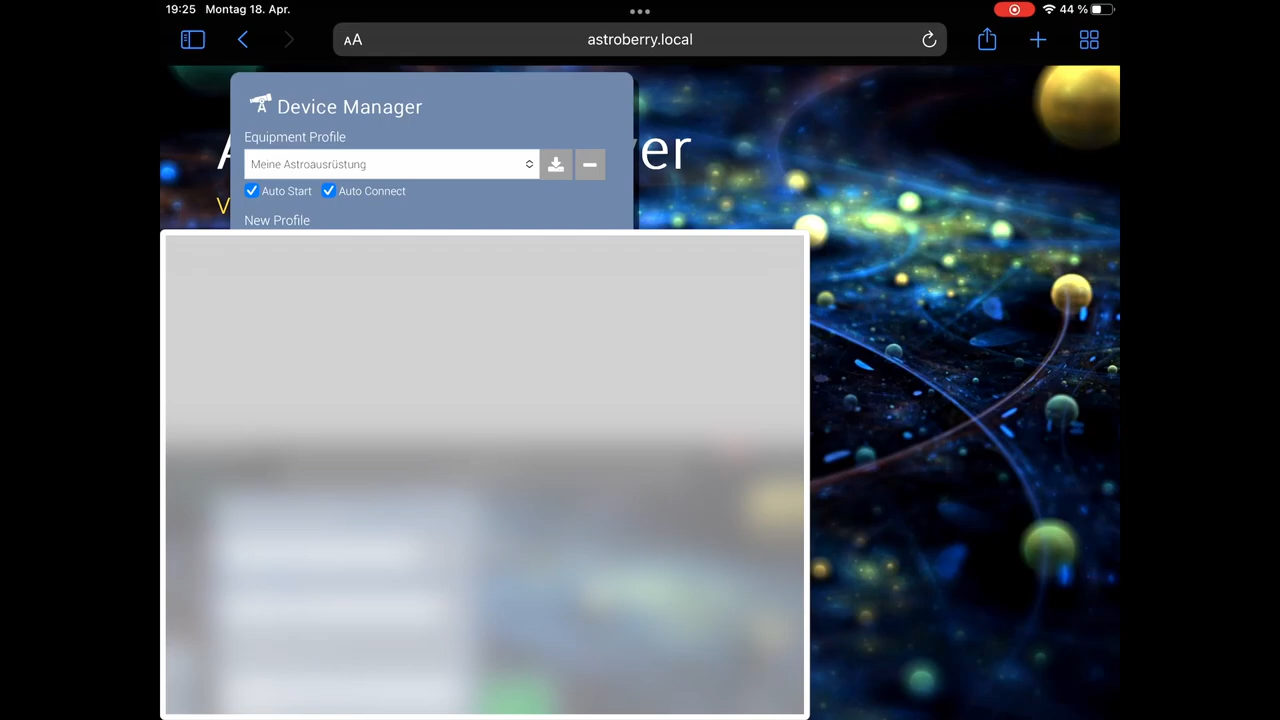 19:25 Montag 18. Apr.
44 %
AA
astroberry.local
Device Manager
Equipment Profile
er
Meine Astroausrüstung
Auto Start Auto Connect
V
New Profile